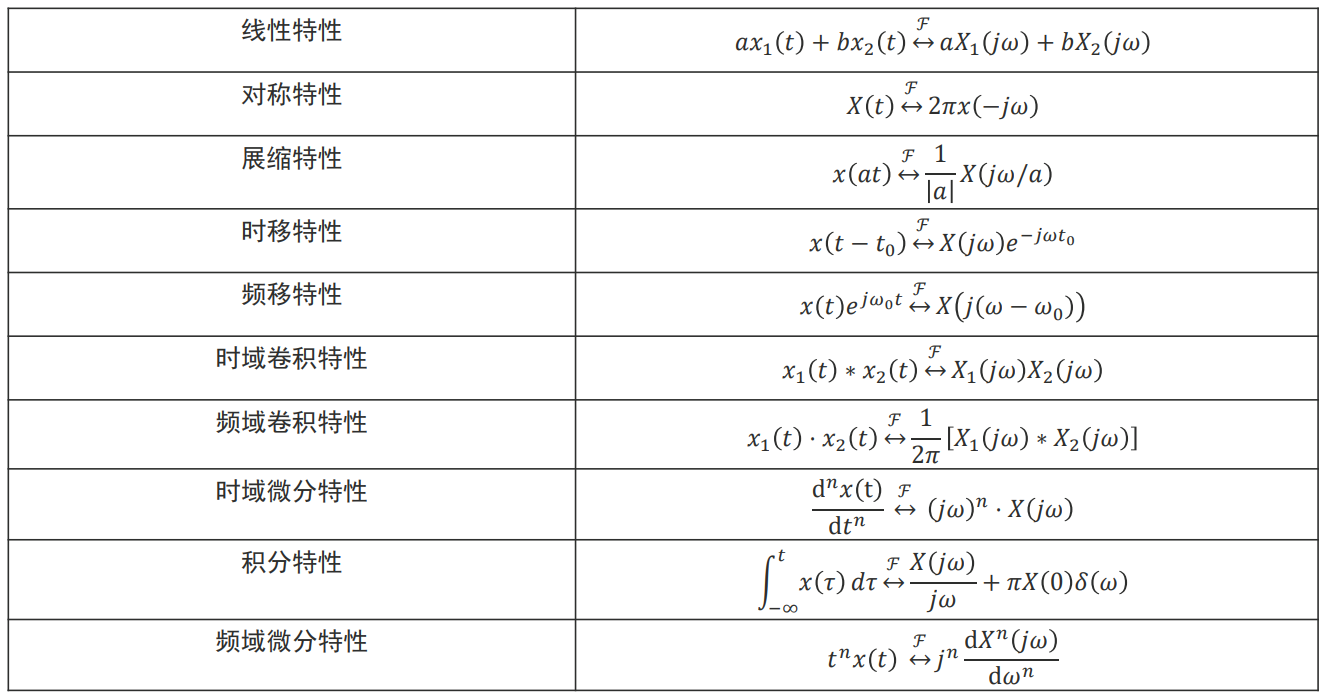 线性特性 $ax_1(t) + bx_2(t) \overset{\mathcal{F}}{\leftrightarrow} aX_1(j\omega) + bX_2(j\omega)$
对称特性 $X(t) \overset{\mathcal{F}}{\leftrightarrow} 2\pi x(-j\omega)$
展缩特性 $x(at) \overset{\mathcal{F}}{\leftrightarrow} \frac{1}{|a|} X(j\omega/a)$
时移特性 $x(t - t_0) \overset{\mathcal{F}}{\leftrightarrow} X(j\omega)e^{-j\omega t_0}$
频移特性 $x(t)e^{j\omega_0 t} \overset{\mathcal{F}}{\leftrightarrow} X(j(\omega - \omega_0))$
时域卷积特性 $x_1(t) * x_2(t) \overset{\mathcal{F}}{\leftrightarrow} X_1(j\omega)X_2(j\omega)$
频域卷积特性 $x_1(t) \cdot x_2(t) \overset{\mathcal{F}}{\leftrightarrow} \frac{1}{2\pi} [X_1(j\omega) * X_2(j\omega)]$
时域微分特性 $\frac{\mathrm{d}^n x(\mathrm{t})}{\mathrm{d}t^n} \overset{\mathcal{F}}{\leftrightarrow} (j\omega)^n \cdot X(j\omega)$
积分特性 $\int_{-\infty}^{t} x(\tau)\, d\tau \overset{\mathcal{F}}{\leftrightarrow} \frac{X(j\omega)}{j\omega} + \pi X(0)\delta(\omega)$
频域微分特性 $t^n x(t) \overset{\mathcal{F}}{\leftrightarrow} j^n \frac{\mathrm{d}X^n(j\omega)}{\mathrm{d}\omega^n}$